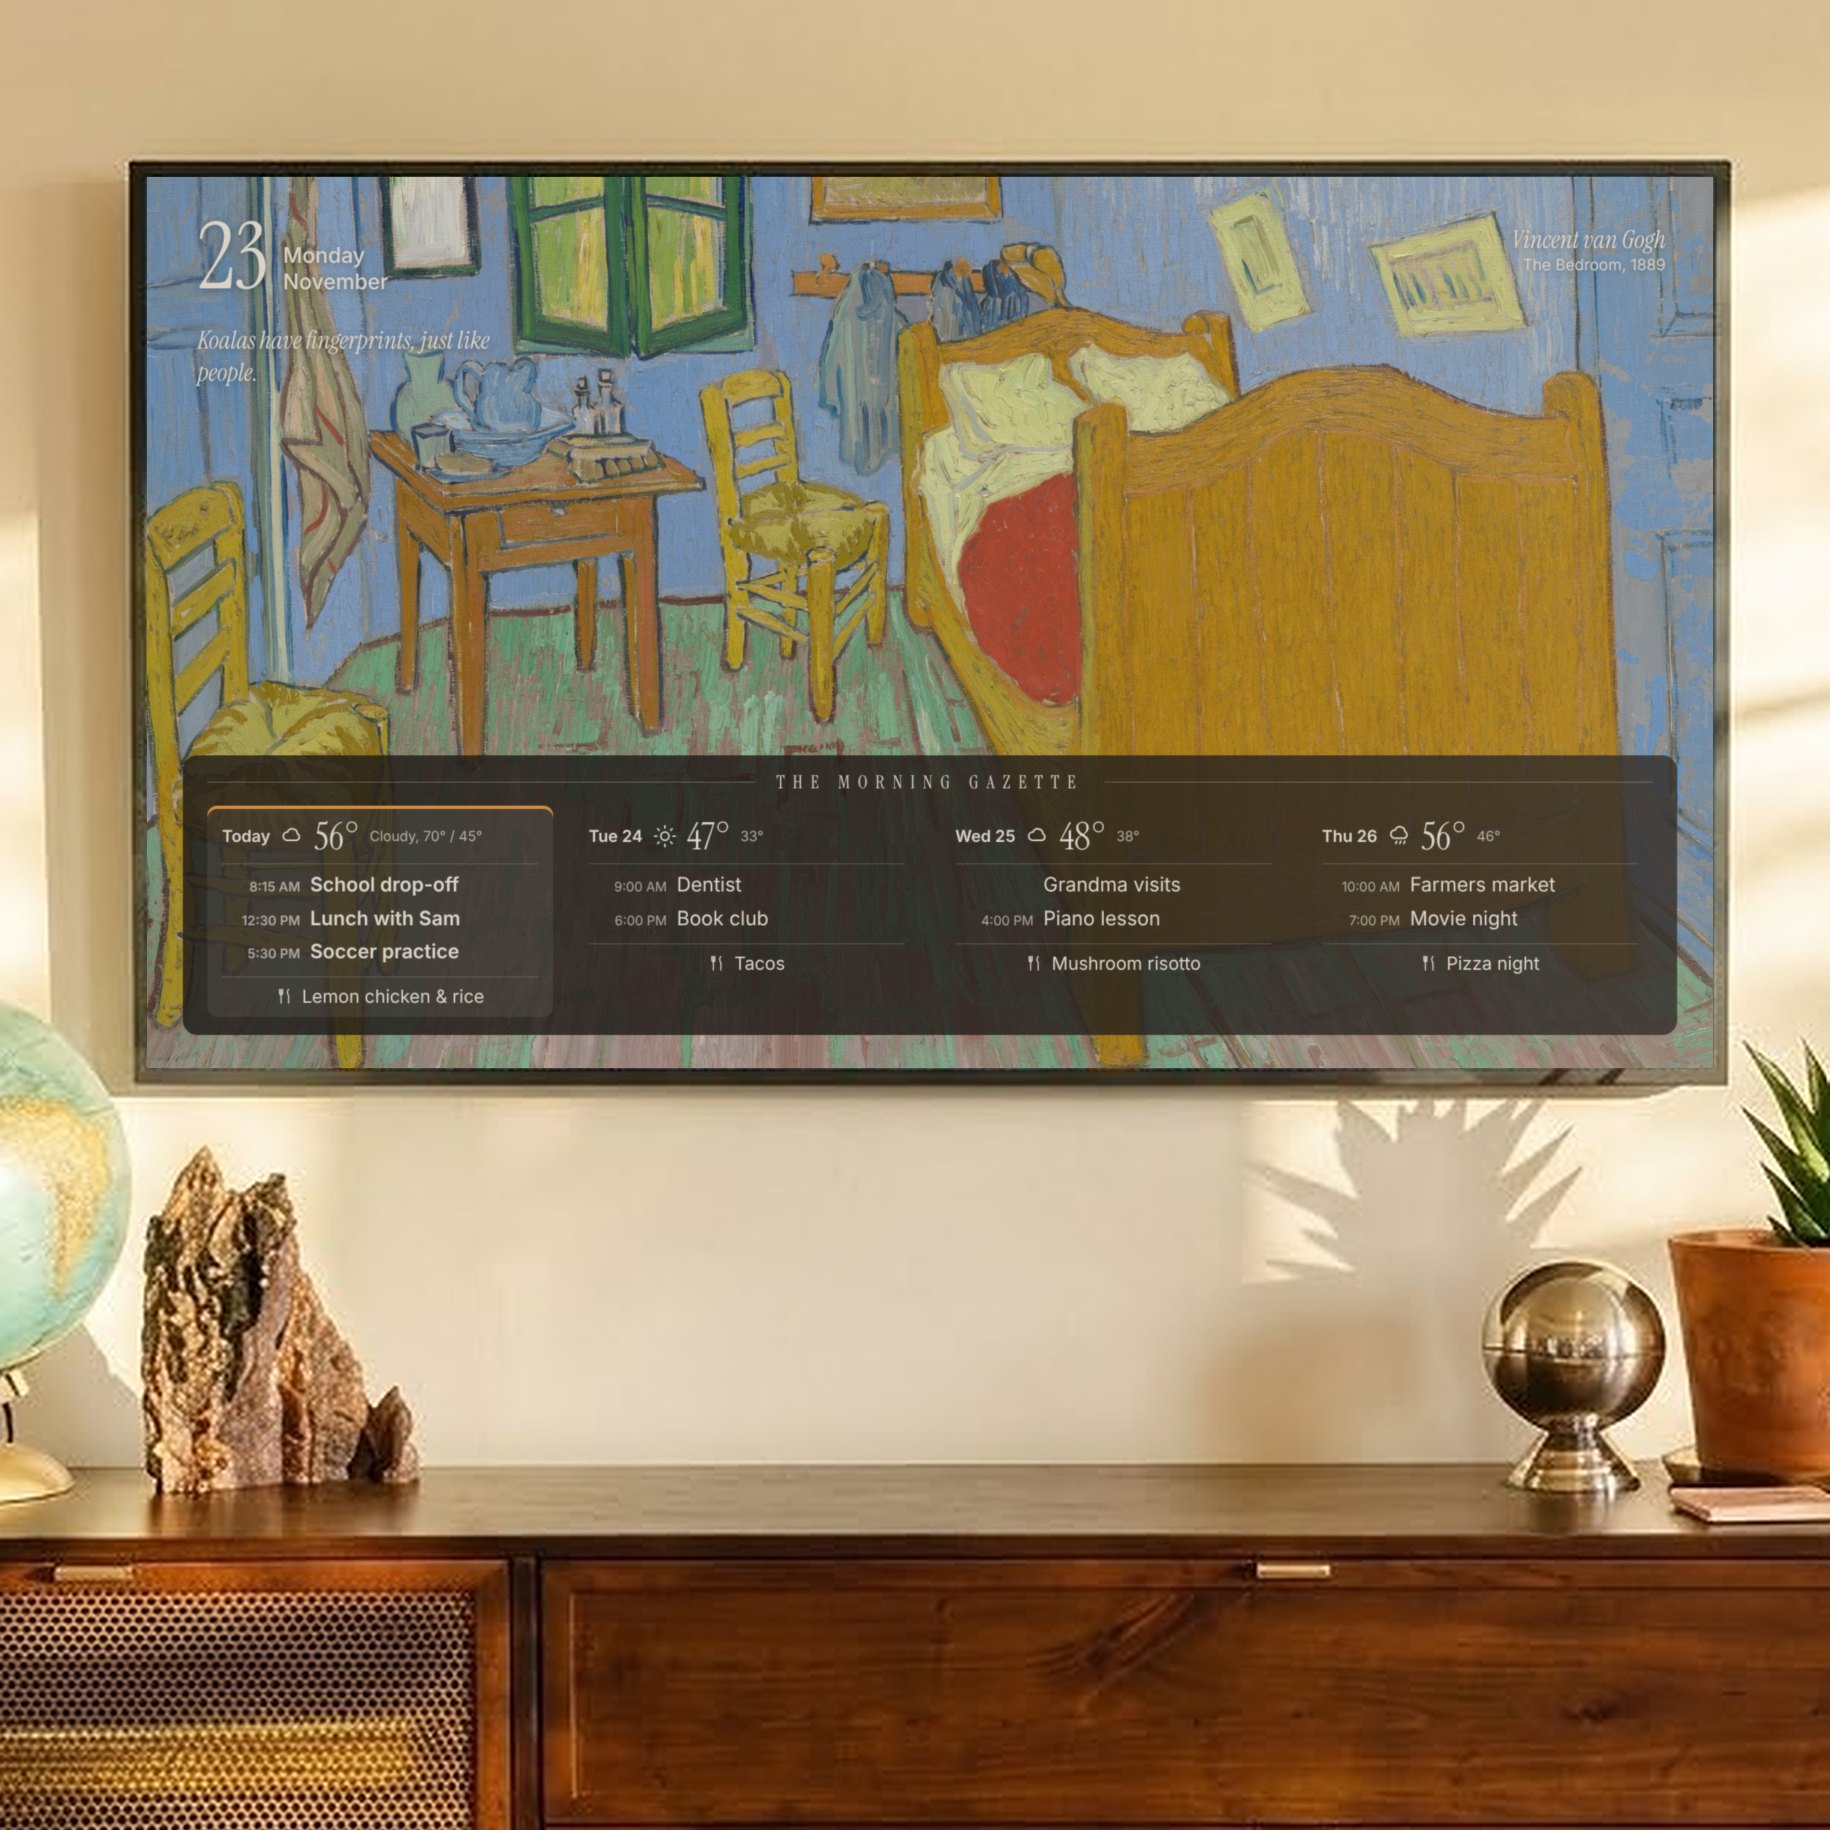 23 Monday
November
Koalas have fingerprints, just like
people.
Vincent van Gogh
The Bedroom, 1889
THE MORNING GAZETTE
Today 56° Cloudy, 70° / 45°
8:15 AM School drop-off
12:30 PM Lunch with Sam
5:30 PM Soccer practice
Lemon chicken & rice
Tue 24 47° 33°
9:00 AM Dentist
6:00 PM Book club
Tacos
Wed 25 48° 38°
Grandma visits
4:00 PM Piano lesson
Mushroom risotto
Thu 26 56° 46°
10:00 AM Farmers market
7:00 PM Movie night
Pizza night